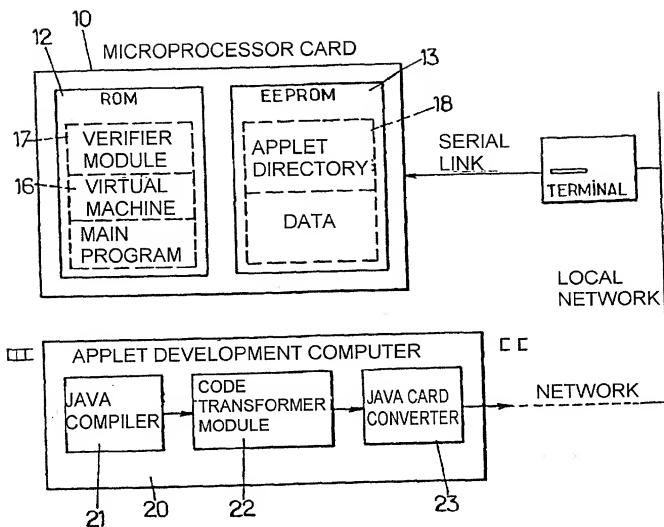 10
MICROPROCESSOR CARD
12
13
ROM
EEPROM
17
18
VERIFIER
MODULE
APPLET
DIRECTORY
16
VIRTUAL
MACHINE
MAIN
PROGRAM
DATA
SERIAL
LINK
TERMINAL
LOCAL
NETWORK
APPLET DEVELOPMENT COMPUTER
JAVA
COMPILER
CODE
TRANSFORMER
MODULE
JAVA CARD
CONVERTER
NETWORK
21
20
22
23